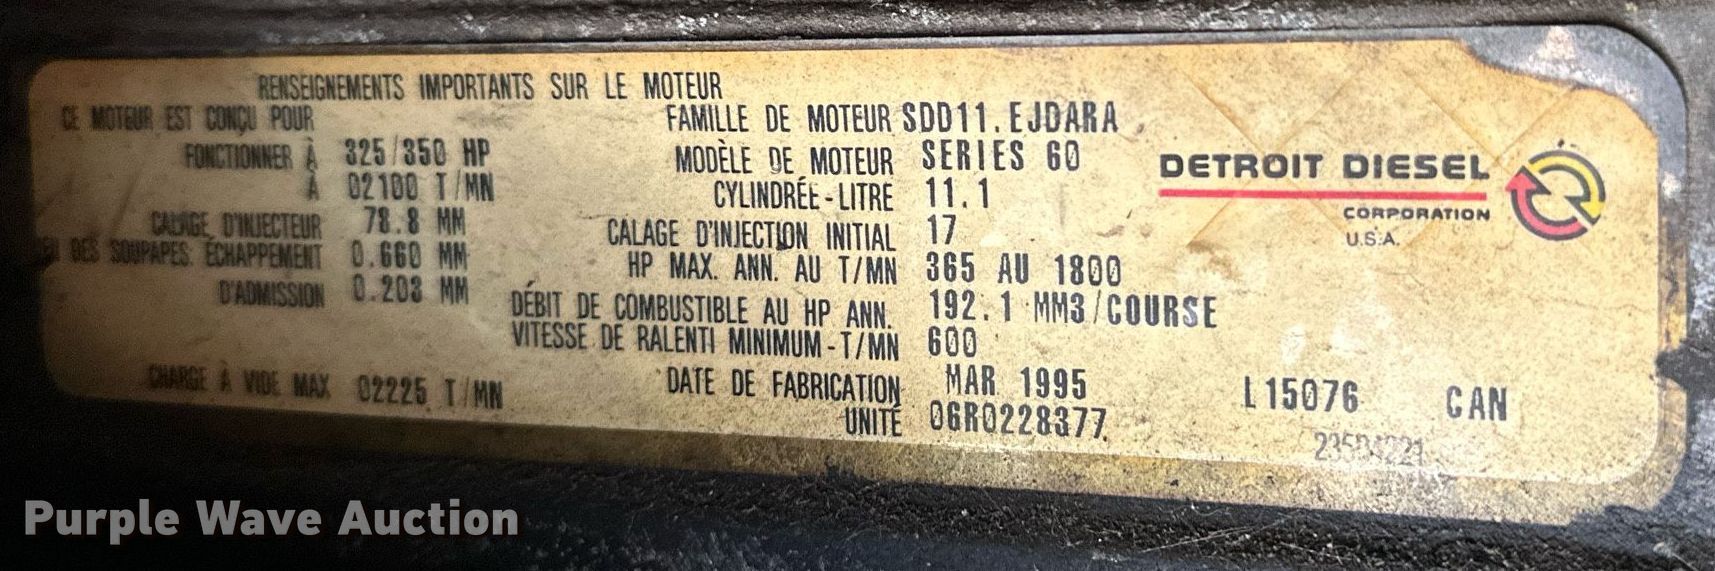 RENSEIGNEMENTS IMPORTANTS SUR LE MOTEUR
CE MOTEUR EST CONÇU POUR
FONCTIONNER À 325/350 HP
À 02100 T/MN
CALAGE D'INJECTEUR 78.8 MM
DES SOUPAPES. ÉCHAPPEMENT 0.660 MM
D'ADMISSION 0.203 MM
CHARGE À VIDE MAX 02225 T/MN
FAMILLE DE MOTEUR SDD11.EJDARA
MODÈLE DE MOTEUR SERIES 60
CYLINDRÉE-LITRE 11.1
CALAGE D'INJECTION INITIAL 17
HP MAX. ANN. AU T/MN 365 AU 1800
DÉBIT DE COMBUSTIBLE AU HP ANN. 192.1 MM3/COURSE
VITESSE DE RALENTI MINIMUM-T/MN 600
DATE DE FABRICATION MAR 1995
UNITÉ 06R0228377
DETROIT DIESEL
CORPORATION
U.S.A.
L15076 CAN
Purple Wave Auction